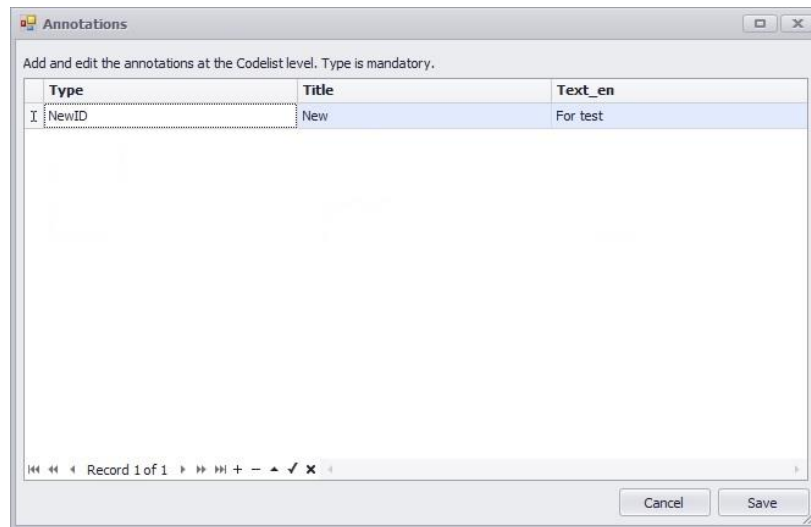 Annotations
Add and edit the annotations at the Codelist level. Type is mandatory.
Type Title Text_en
NewID New For test
Record 1 of 1
Cancel Save